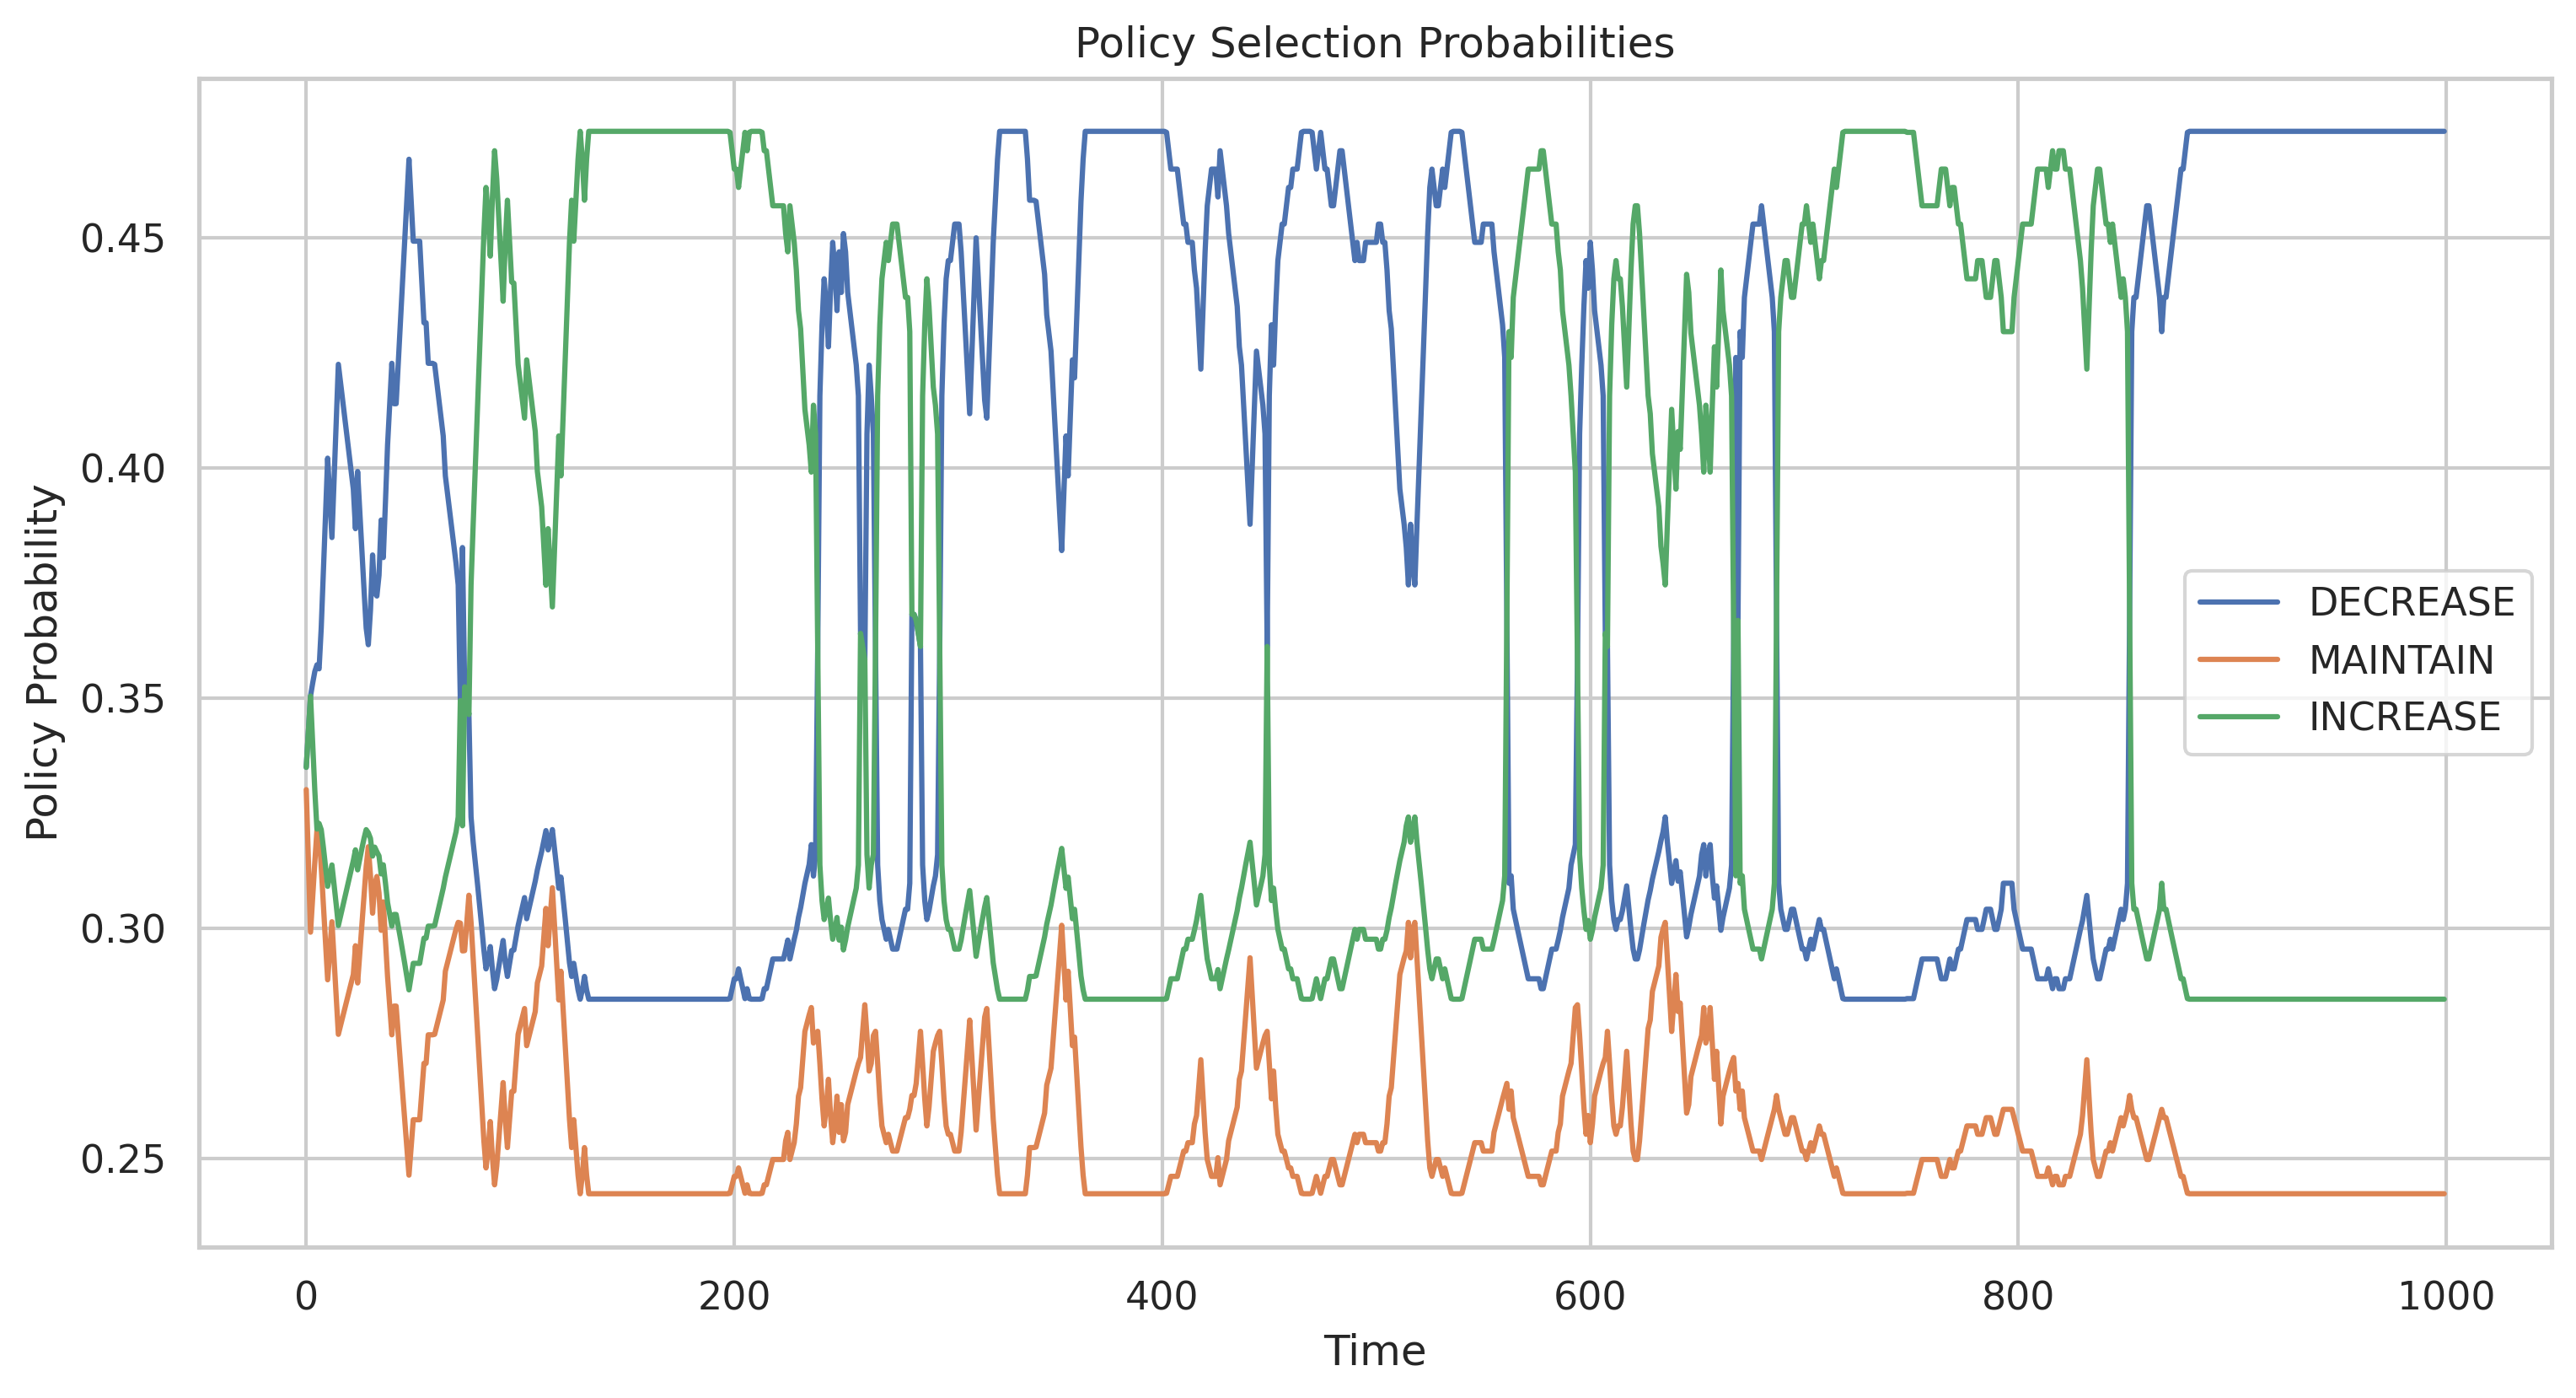 Policy Selection Probabilities
Policy Probability
0.45
0.40
0.35
0.30
0.25
DECREASE
MAINTAIN
INCREASE
0 200 400 600 800 1000
Time